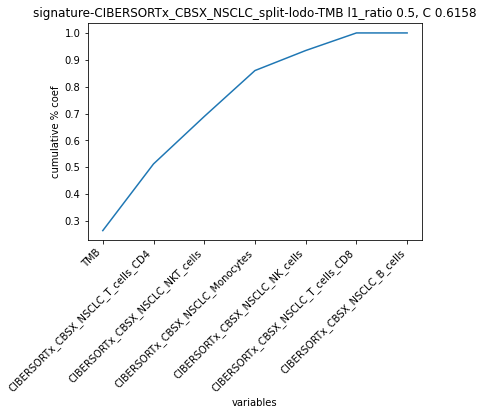 signature-CIBERSORTx_CBSX_NSCLC_split-lodo-TMB l1_ratio 0.5, C 0.6158
1.0
0.9
0.8
0.7
0.6
0.5
0.4
0.3
cumulative % coef
TMB
CIBERSORTx_CBSX_NSCLC_T_cells_CD4
CIBERSORTx_CBSX_NSCLC_NKT_cells
CIBERSORTx_CBSX_NSCLC_Monocytes
CIBERSORTx_CBSX_NSCLC_NK_cells
CIBERSORTx_CBSX_NSCLC_T_cells_CD8
CIBERSORTx_CBSX_NSCLC_B_cells
variables